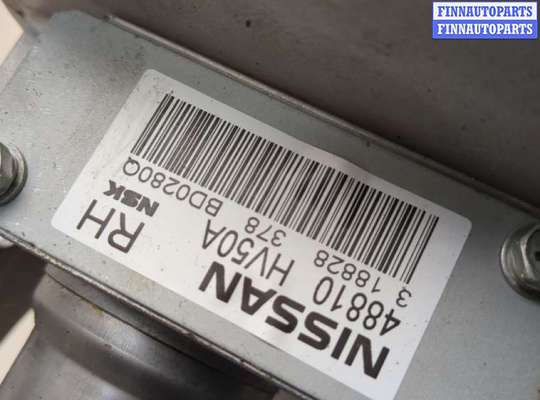 FINNAUTOPARTS
FINNAUTOPARTS
NISSAN
48810 HV50A RH
3 18828 378 BD0280Q NSK